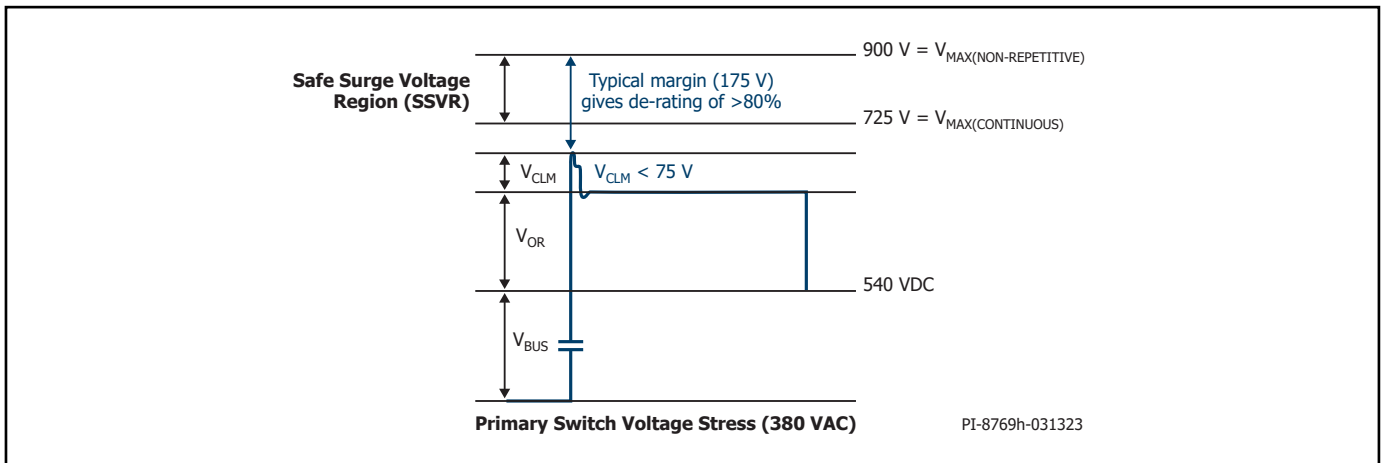 900 V = VMAX(NON-REPETITIVE)
Safe Surge Voltage
Region (SSVR)
Typical margin (175 V)
gives de-rating of >80%
725 V = VMAX(CONTINUOUS)
VCLM
VCLM < 75 V
VOR
540 VDC
VBUS
Primary Switch Voltage Stress (380 VAC)
PI-8769h-031323